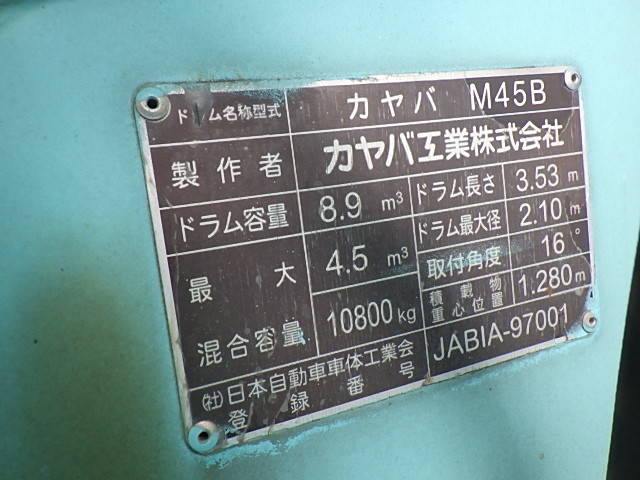 ドラム名称型式 カヤバ M45B
製作者 カヤバ工業株式会社
ドラム容量 8.9 m³ ドラム長さ 3.53 m
ドラム最大径 2.10 m
最大混合容量 4.5 m³ 取付角度 16°
10800 kg 積載物重心位置 1.280 m
(社)日本自動車車体工業会登録番号 JABIA-97001